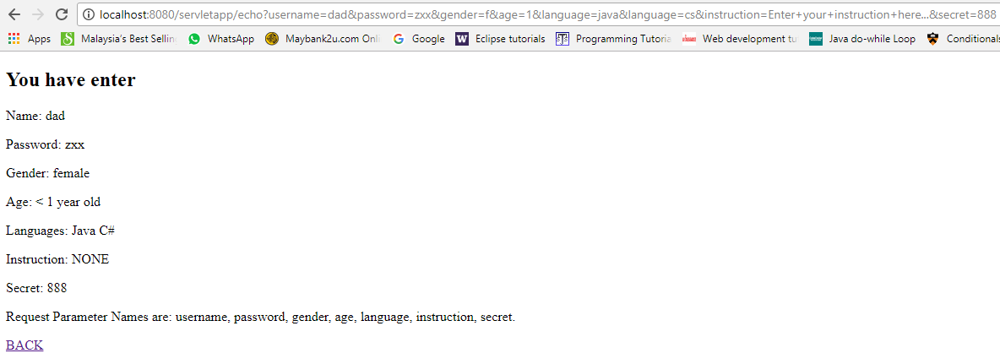 localhost:8080/servletapp/echo?username=dad&password=zxx&gender=f&age=1&language=java&language=cs&instruction=Enter+your+instruction+here...&secret=888
Apps Malaysia's Best Sellin WhatsApp Maybank2u.com Onli Google Eclipse tutorials Programming Tutoria Web development tu Java do-while Loop Conditionals
You have enter
Name: dad
Password: zxx
Gender: female
Age: < 1 year old
Languages: Java C#
Instruction: NONE
Secret: 888
Request Parameter Names are: username, password, gender, age, language, instruction, secret.
BACK